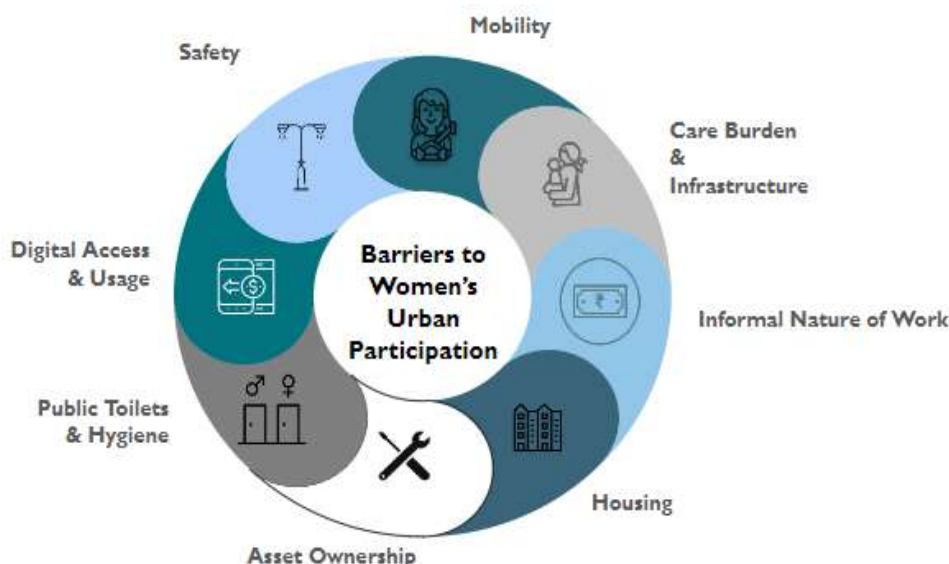 Mobility
Safety
Care Burden
&
Infrastructure
Digital Access
& Usage
Barriers to
Women's
Urban
Participation
Informal Nature of Work
₹
Public Toilets
& Hygiene
Housing
Asset Ownership
$